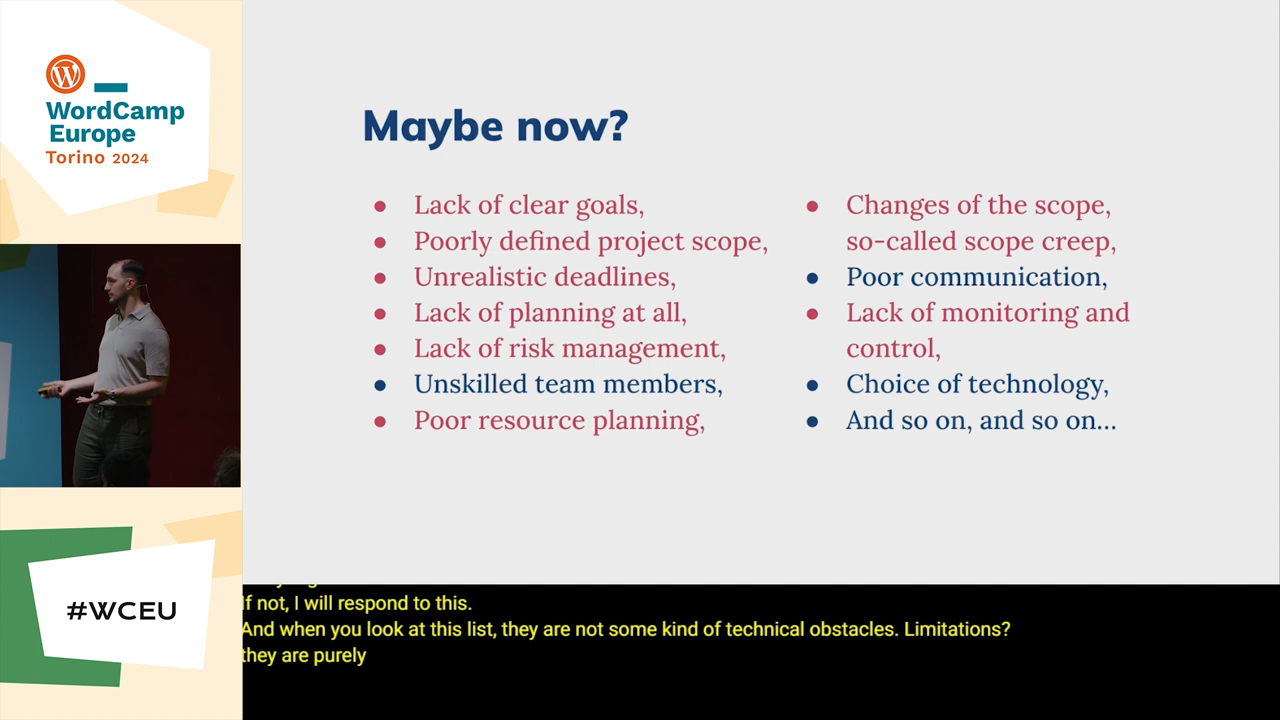 WordCamp
Europe
Torino 2024
Maybe now?
● Lack of clear goals,
● Poorly defined project scope,
● Unrealistic deadlines,
● Lack of planning at all,
● Lack of risk management,
● Unskilled team members,
● Poor resource planning,
● Changes of the scope,
so-called scope creep,
● Poor communication,
● Lack of monitoring and
control,
● Choice of technology,
● And so on, and so on...
#WCEU
If not, I will respond to this.
And when you look at this list, they are not some kind of technical obstacles. Limitations?
they are purely